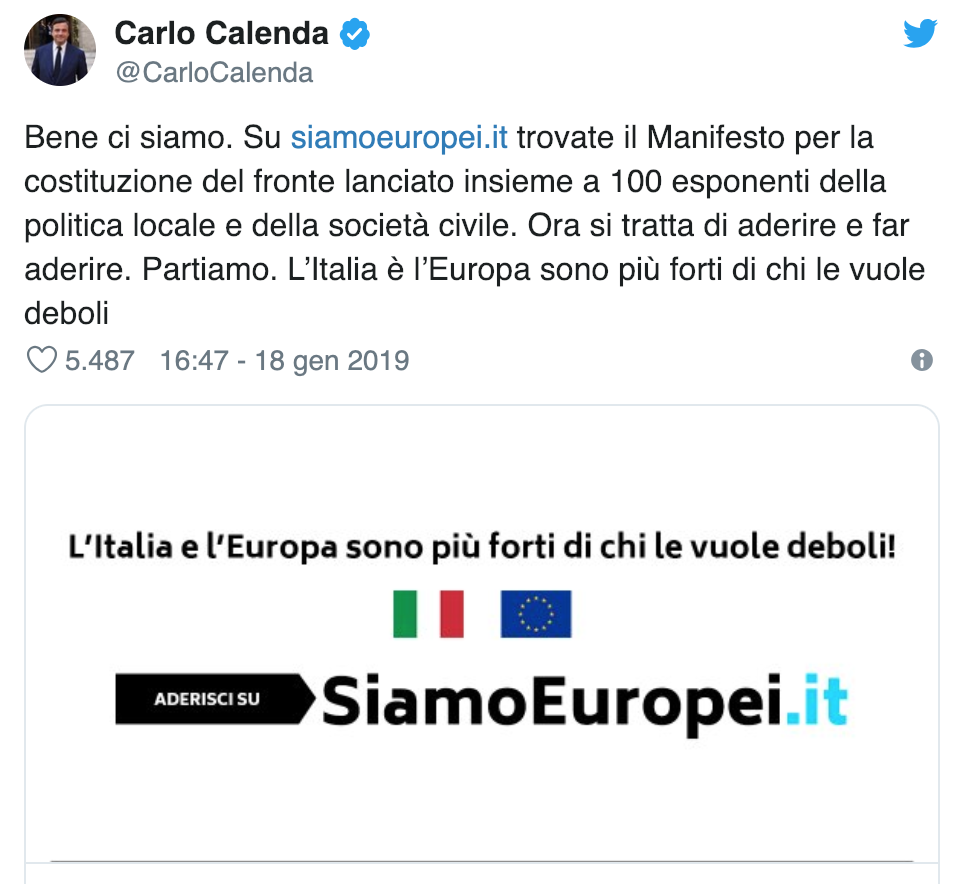 Carlo Calenda
@CarloCalenda
Bene ci siamo. Su siamoeuropei.it trovate il Manifesto per la
costituzione del fronte lanciato insieme a 100 esponenti della
politica locale e della società civile. Ora si tratta di aderire e far
aderire. Partiamo. L’Italia è l’Europa sono più forti di chi le vuole
deboli
5.487 16:47 - 18 gen 2019
L’Italia e l’Europa sono più forti di chi le vuole deboli!
ADERISCI SU SiamoEuropei.it